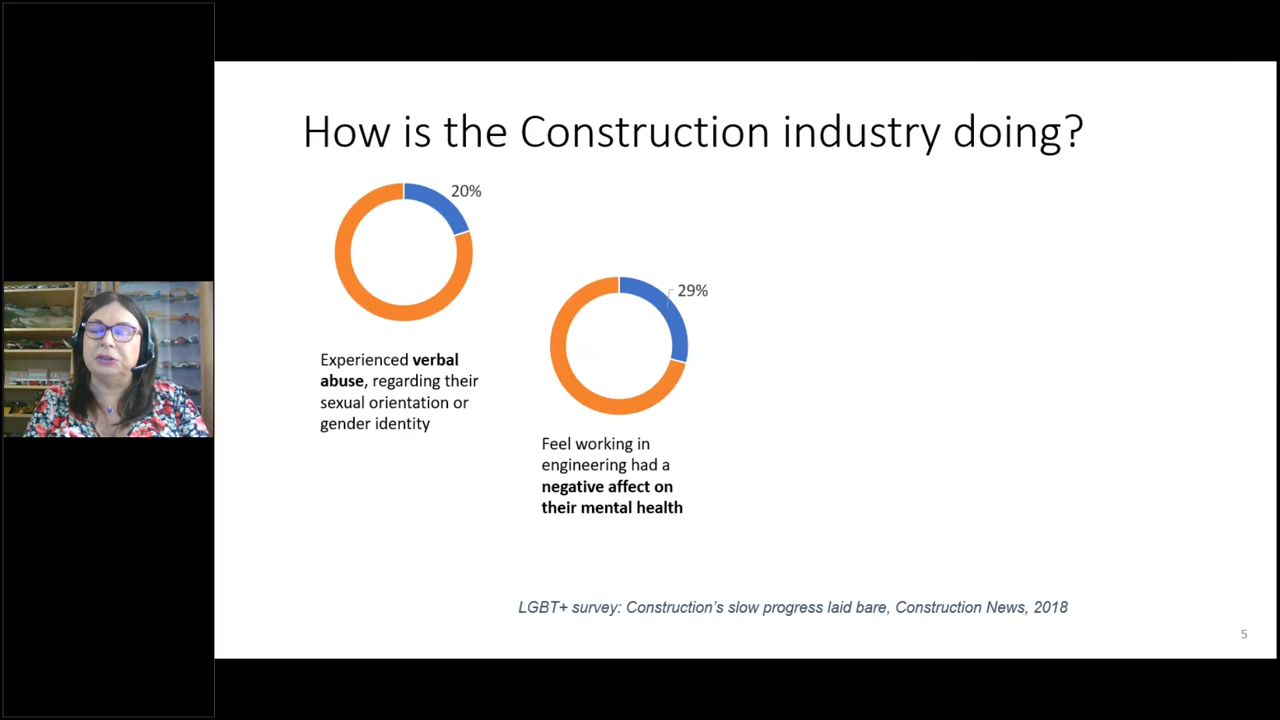 How is the Construction industry doing?
20%
Experienced verbal
abuse, regarding their
sexual orientation or
gender identity
29%
Feel working in
engineering had a
negative affect on
their mental health
LGBT+ survey: Construction's slow progress laid bare, Construction News, 2018
5